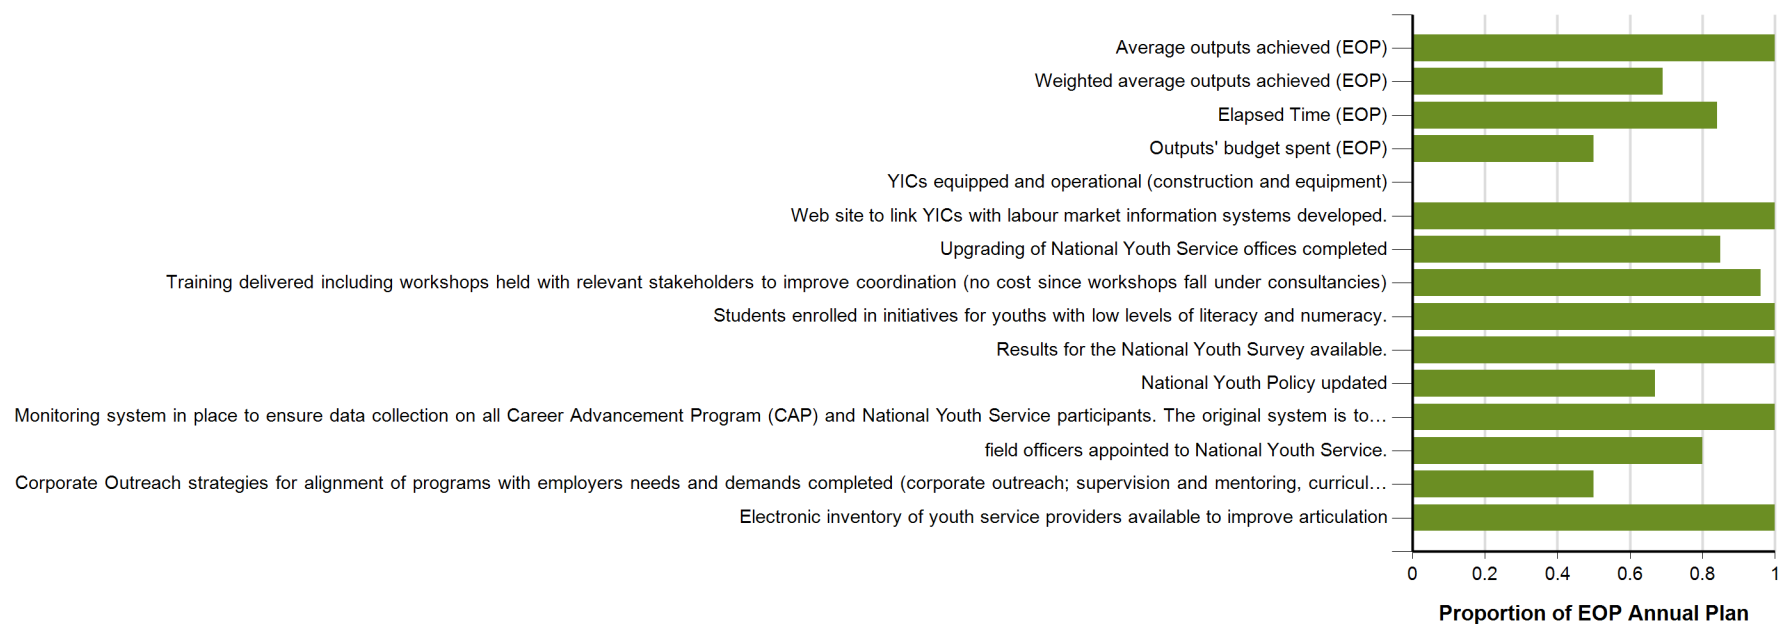 Average outputs achieved (EOP)
Weighted average outputs achieved (EOP)
Elapsed Time (EOP)
Outputs' budget spent (EOP)
YICs equipped and operational (construction and equipment)
Web site to link YICs with labour market information systems developed.
Upgrading of National Youth Service offices completed
Training delivered including workshops held with relevant stakeholders to improve coordination (no cost since workshops fall under consultancies)
Students enrolled in initiatives for youths with low levels of literacy and numeracy.
Results for the National Youth Survey available.
National Youth Policy updated
Monitoring system in place to ensure data collection on all Career Advancement Program (CAP) and National Youth Service participants. The original system is to…
field officers appointed to National Youth Service.
Corporate Outreach strategies for alignment of programs with employers needs and demands completed (corporate outreach; supervision and mentoring, curricul…
Electronic inventory of youth service providers available to improve articulation
0 0.2 0.4 0.6 0.8 1
Proportion of EOP Annual Plan